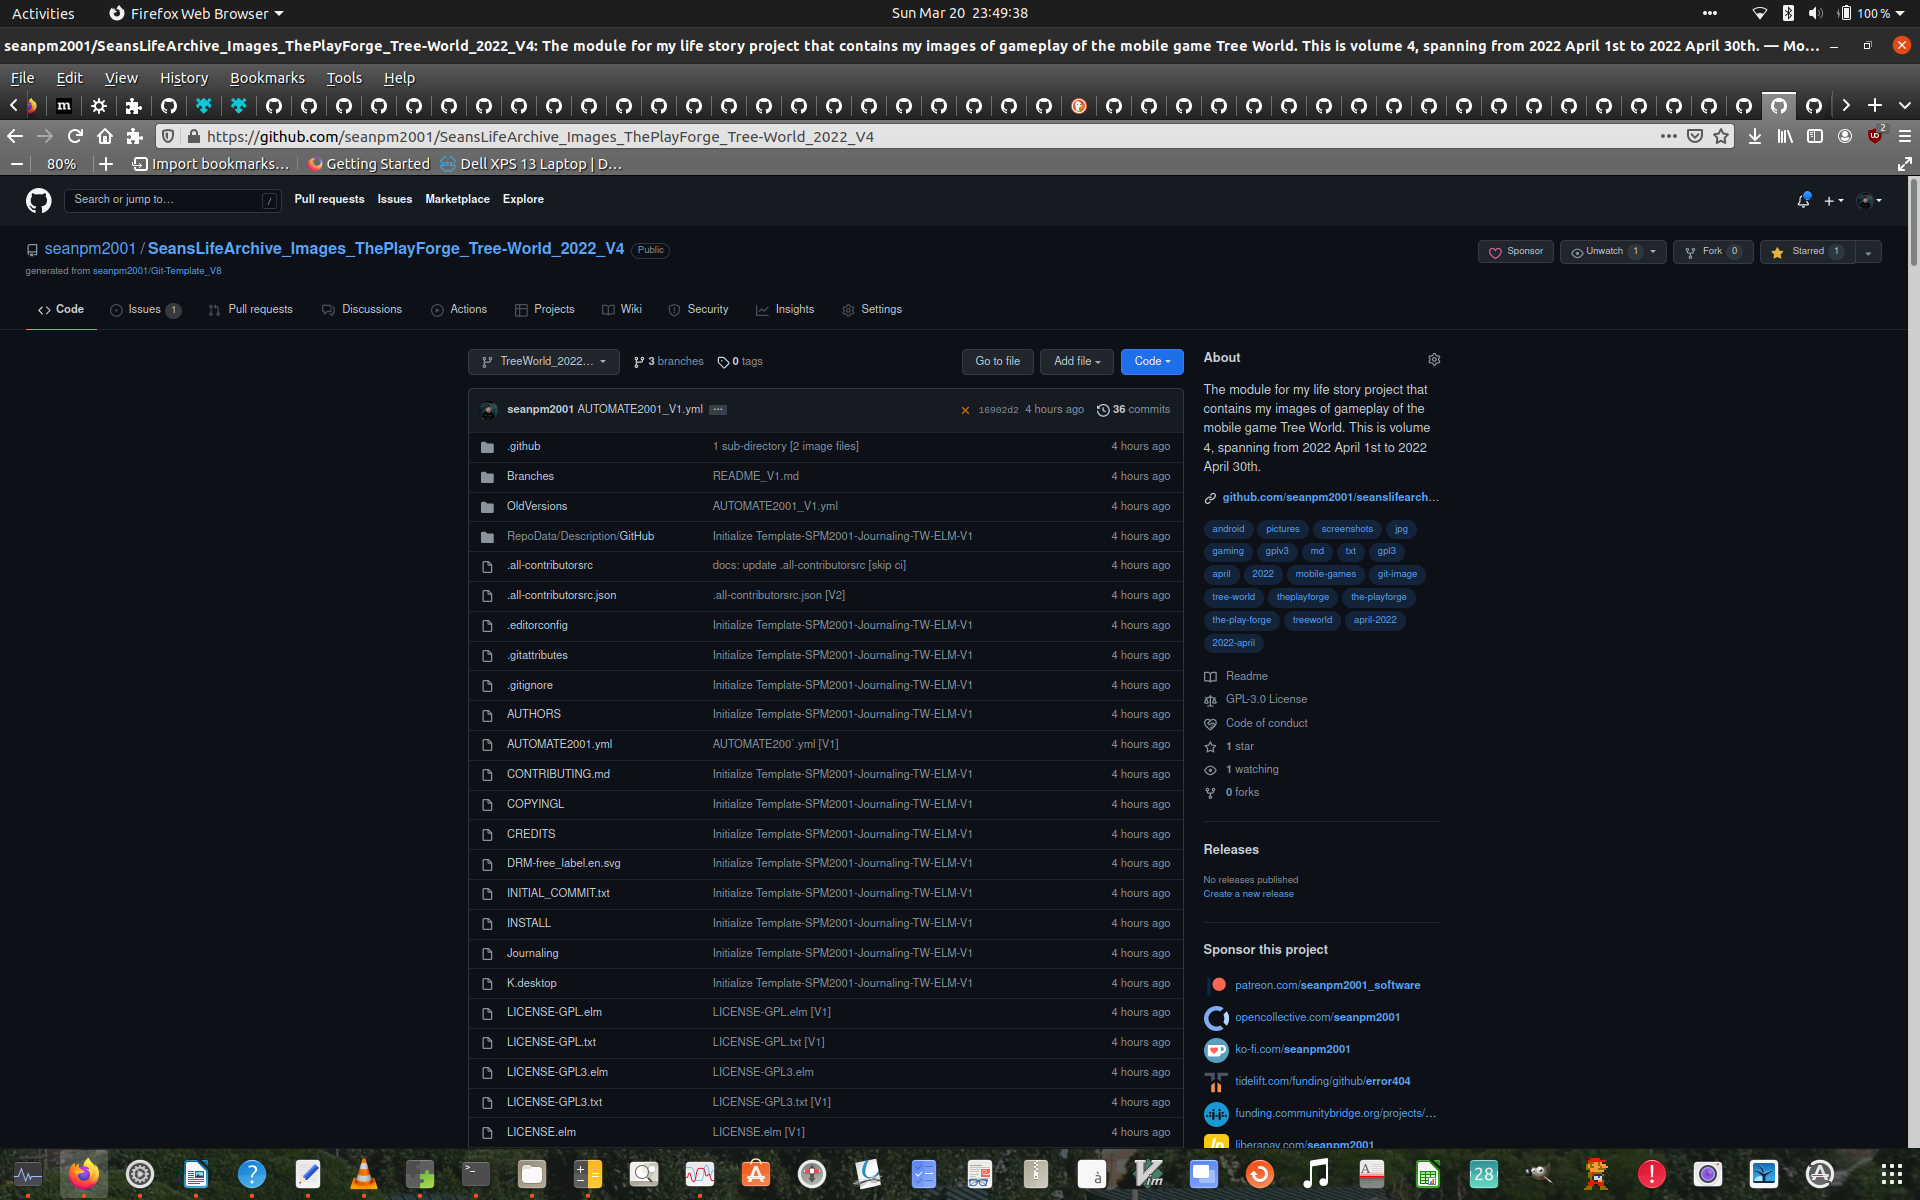 Activities Firefox Web Browser Sun Mar 20 23:49:38 100 %
seanpm2001/SeansLifeArchive_Images_ThePlayForge_Tree-World_2022_V4: The module for my life story project that contains my images of gameplay of the mobile game Tree World. This is volume 4, spanning from 2022 April 1st to 2022 April 30th. — Mo…
File Edit View History Bookmarks Tools Help
https://github.com/seanpm2001/SeansLifeArchive_Images_ThePlayForge_Tree-World_2022_V4 2
80% Import bookmarks… Getting Started Dell XPS 13 Laptop | D…
Search or jump to… / Pull requests Issues Marketplace Explore
seanpm2001 / SeansLifeArchive_Images_ThePlayForge_Tree-World_2022_V4 Public Sponsor Unwatch 1 Fork 0 Starred 1
generated from seanpm2001/Git-Template_V8
Code Issues 1 Pull requests Discussions Actions Projects Wiki Security Insights Settings
TreeWorld_2022… 3 branches 0 tags Go to file Add file Code
seanpm2001 AUTOMATE2001_V1.yml 16902d2 4 hours ago 36 commits
.github 1 sub-directory [2 image files] 4 hours ago
Branches README_V1.md 4 hours ago
OldVersions AUTOMATE2001_V1.yml 4 hours ago
RepoData/Description/GitHub Initialize Template-SPM2001-Journaling-TW-ELM-V1 4 hours ago
.all-contributorsrc docs: update .all-contributorsrc [skip ci] 4 hours ago
.all-contributorsrc.json .all-contributorsrc.json [V2] 4 hours ago
.editorconfig Initialize Template-SPM2001-Journaling-TW-ELM-V1 4 hours ago
.gitattributes Initialize Template-SPM2001-Journaling-TW-ELM-V1 4 hours ago
.gitignore Initialize Template-SPM2001-Journaling-TW-ELM-V1 4 hours ago
AUTHORS Initialize Template-SPM2001-Journaling-TW-ELM-V1 4 hours ago
AUTOMATE2001.yml AUTOMATE200`.yml [V1] 4 hours ago
CONTRIBUTING.md Initialize Template-SPM2001-Journaling-TW-ELM-V1 4 hours ago
COPYINGL Initialize Template-SPM2001-Journaling-TW-ELM-V1 4 hours ago
CREDITS Initialize Template-SPM2001-Journaling-TW-ELM-V1 4 hours ago
DRM-free_label.en.svg Initialize Template-SPM2001-Journaling-TW-ELM-V1 4 hours ago
INITIAL_COMMIT.txt Initialize Template-SPM2001-Journaling-TW-ELM-V1 4 hours ago
INSTALL Initialize Template-SPM2001-Journaling-TW-ELM-V1 4 hours ago
Journaling Initialize Template-SPM2001-Journaling-TW-ELM-V1 4 hours ago
K.desktop Initialize Template-SPM2001-Journaling-TW-ELM-V1 4 hours ago
LICENSE-GPL.elm LICENSE-GPL.elm [V1] 4 hours ago
LICENSE-GPL.txt LICENSE-GPL.txt [V1] 4 hours ago
LICENSE-GPL3.elm LICENSE-GPL3.elm 4 hours ago
LICENSE-GPL3.txt LICENSE-GPL3.txt [V1] 4 hours ago
LICENSE.elm LICENSE.elm [V1] 4 hours ago
About
The module for my life story project that
contains my images of gameplay of the
mobile game Tree World. This is volume
4, spanning from 2022 April 1st to 2022
April 30th.
github.com/seanpm2001/seanslifearch…
android pictures screenshots jpg
gaming gplv3 md txt gpl3
april 2022 mobile-games git-image
tree-world theplayforge the-playforge
the-play-forge treeworld april-2022
2022-april
Readme
GPL-3.0 License
Code of conduct
1 star
1 watching
0 forks
Releases
No releases published
Create a new release
Sponsor this project
patreon.com/seanpm2001_software
opencollective.com/seanpm2001
ko-fi.com/seanpm2001
tidelift.com/funding/github/error404
funding.communitybridge.org/projects/…
liberapay.com/seanpm2001
28